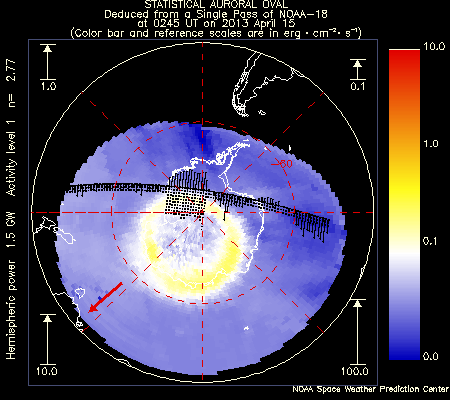 STATISTICAL AURORAL OVAL
Deduced from a Single Pass of NOAA-18
at 0245 UT on 2013 April 15
(Color bar and reference scales are in erg · cm⁻² · s⁻¹)
Hemispheric power 1.5 GW Activity level 1 n= 2.77
1.0
0.1
10.0
1.0
0.1
0.0
-60
10.0
100.0
NOAA Space Weather Prediction Center